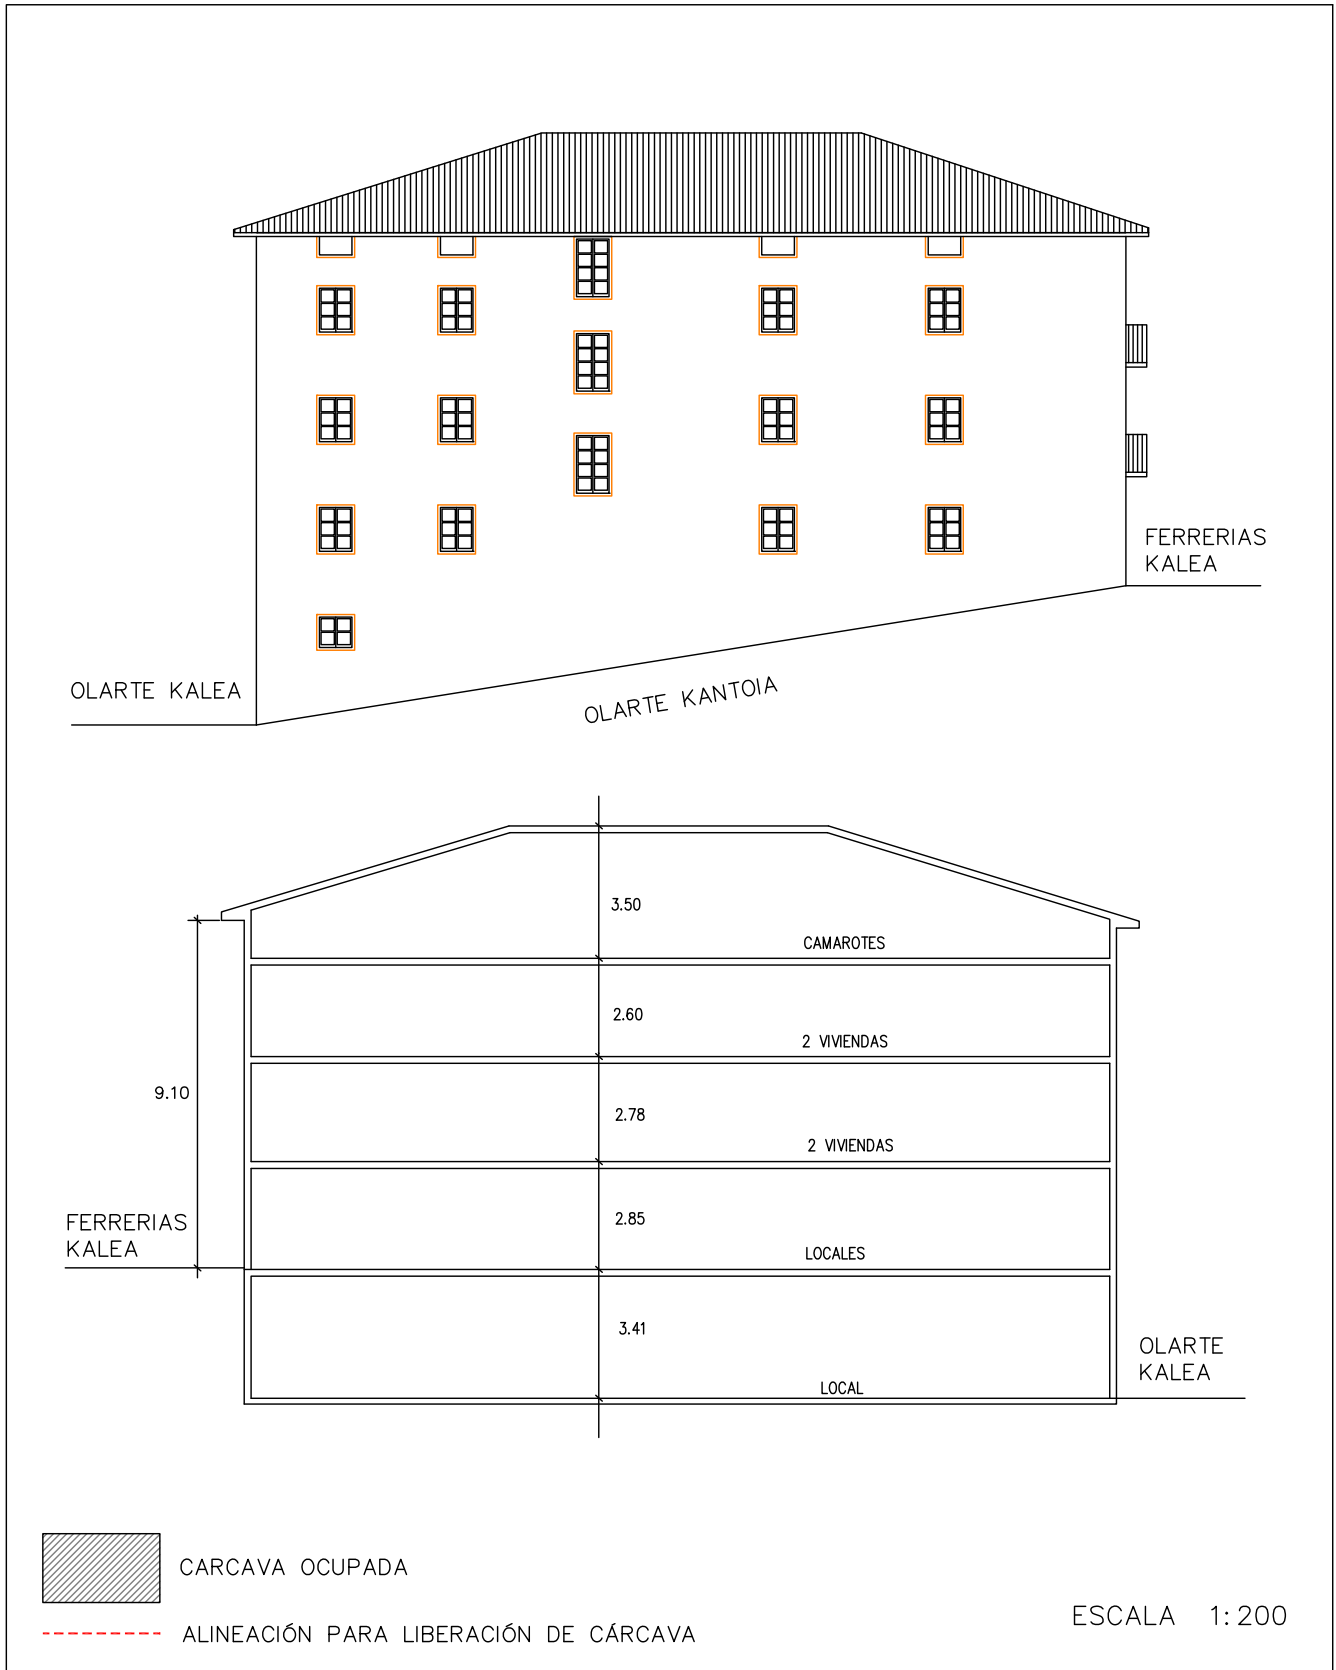 FERRERIAS
KALEA
OLARTE KALEA
OLARTE KANTOIA
3.50
CAMAROTES
2.60
2 VIVIENDAS
9.10
2.78
2 VIVIENDAS
2.85
FERRERIAS
KALEA
LOCALES
3.41
OLARTE
KALEA
LOCAL
CARCAVA OCUPADA
ALINEACIÓN PARA LIBERACIÓN DE CÁRCAVA
ESCALA 1:200